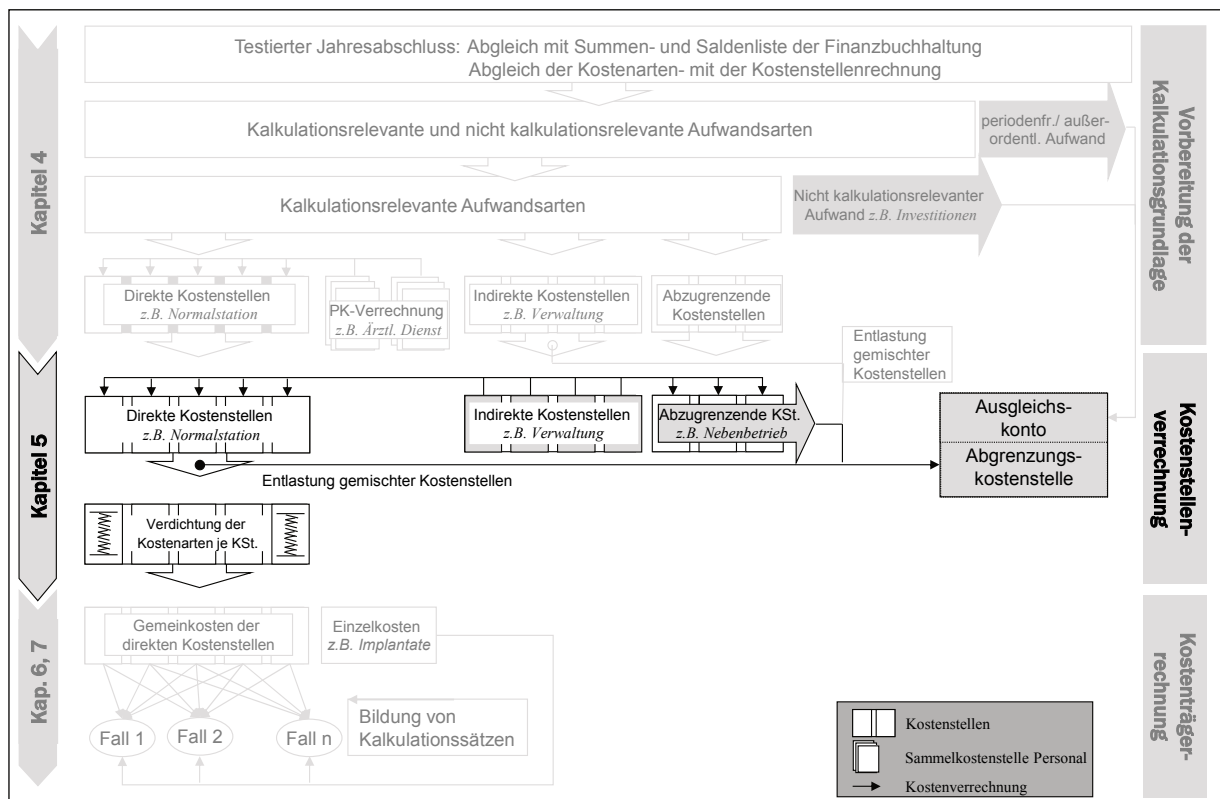 Testierter Jahresabschluss: Abgleich mit Summen- und Saldenliste der Finanzbuchhaltung
Abgleich der Kostenarten- mit der Kostenstellenrechnung
Kalkulationsrelevante und nicht kalkulationsrelevante Aufwandsarten
periodenfr./ außer-
ordentl. Aufwand
Kalkulationsrelevante Aufwandsarten
Nicht kalkulationsrelevanter
Aufwand z.B. Investitionen
Kapitel 4
Vorbereitung der
Kalkulationsgrundlage
Direkte Kostenstellen
z.B. Normalstation
PK-Verrechnung
z.B. Ärztl. Dienst
Indirekte Kostenstellen
z.B. Verwaltung
Abzugrenzende
Kostenstellen
Entlastung
gemischter
Kostenstellen
Kapitel 5
Kostenstellen-
verrechnung
Direkte Kostenstellen
z.B. Normalstation
Indirekte Kostenstellen
z.B. Verwaltung
Abzugrenzende KSt.
z.B. Nebenbetrieb
Ausgleichs-
konto
Abgrenzungs-
kostenstelle
Entlastung gemischter Kostenstellen
Verdichtung der
Kostenarten je KSt.
Kap. 6, 7
Kostenträger-
rechnung
Gemeinkosten der
direkten Kostenstellen
Einzelkosten
z.B. Implantate
Fall 1
Fall 2
Fall n
Bildung von
Kalkulationssätzen
Kostenstellen
Sammelkostenstelle Personal
Kostenverrechnung